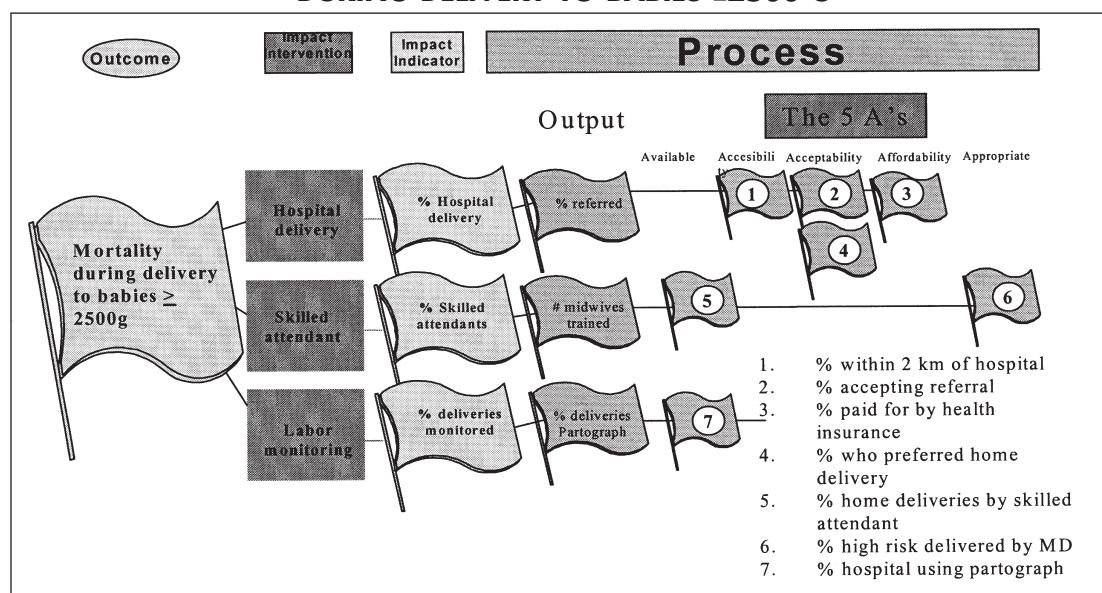 Outcome
Impact
Intervention
Impact
Indicator
Process
Output
The 5 A's
Available
Accesibili
Acceptability
Affordability
Appropriate
Mortality
during delivery
to babies ≥
2500g
Hospital
delivery
% Hospital
delivery
% referred
1
2
3
4
Skilled
attendant
% Skilled
attendants
# midwives
trained
5
6
Labor
monitoring
% deliveries
monitored
% deliveries
Partograph
7
1. % within 2 km of hospital
2. % accepting referral
3. % paid for by health
insurance
4. % who preferred home
delivery
5. % home deliveries by skilled
attendant
6. % high risk delivered by MD
7. % hospital using partograph